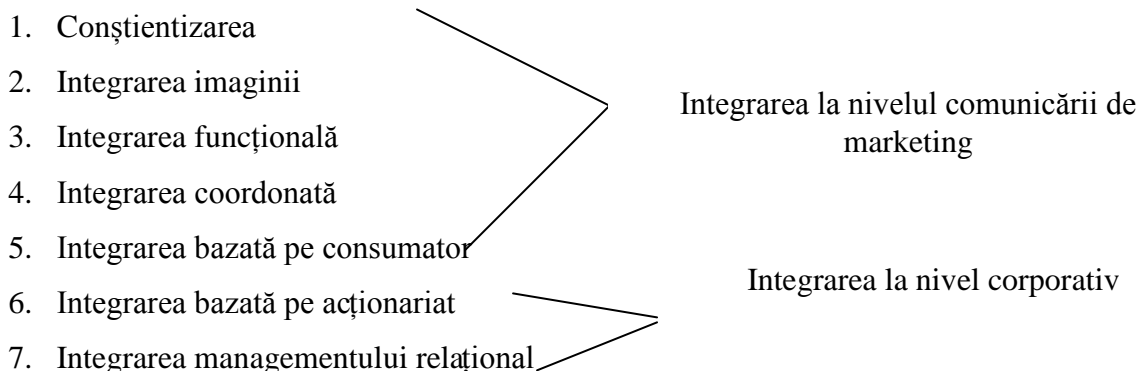 1. Conștientizarea
2. Integrarea imaginii
3. Integrarea funcțională
4. Integrarea coordonată
5. Integrarea bazată pe consumator
6. Integrarea bazată pe acționariat
7. Integrarea managementului relațional
Integrarea la nivelul comunicării de
marketing
Integrarea la nivel corporativ